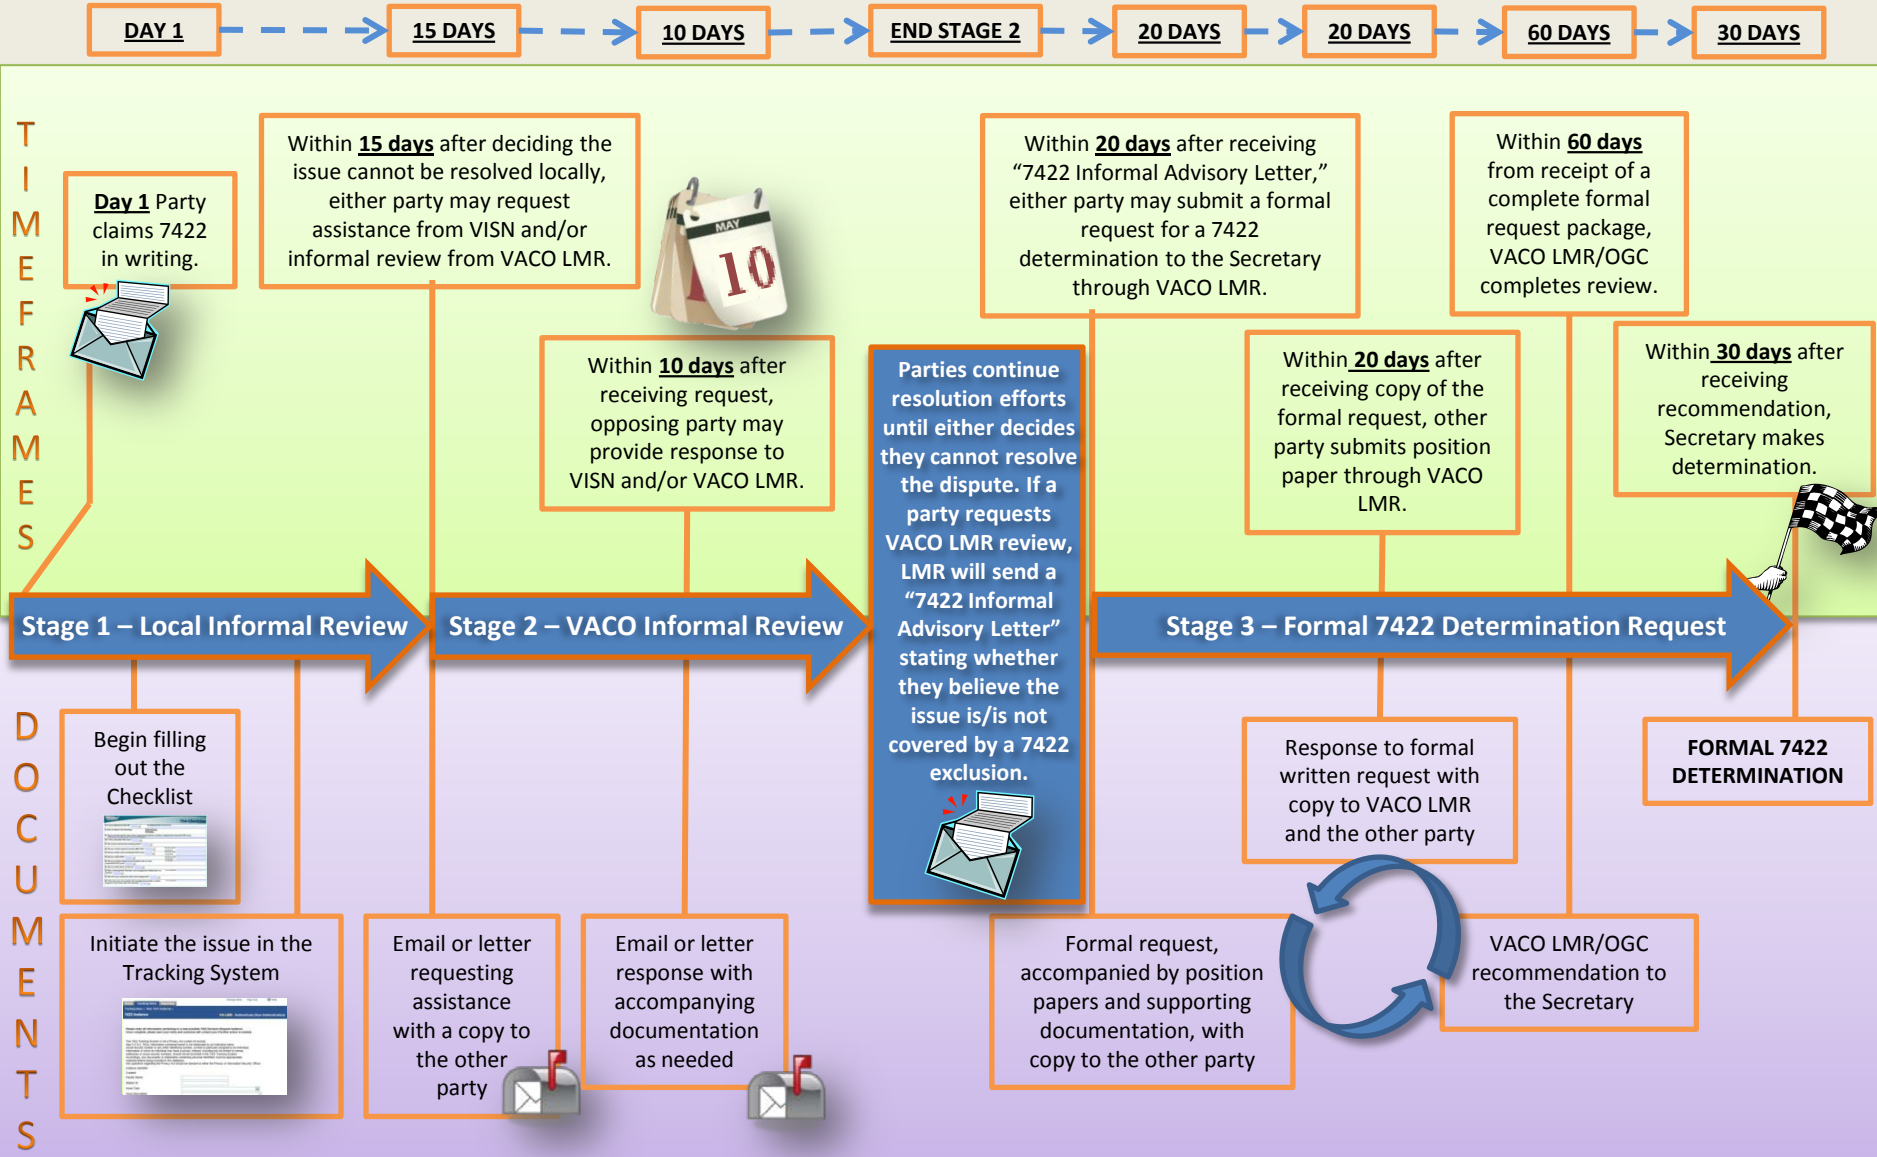 DAY 1
15 DAYS
10 DAYS
END STAGE 2
20 DAYS
20 DAYS
60 DAYS
30 DAYS
TIMEFRAMES
Day 1 Party
claims 7422
in writing.
Within 15 days after deciding the
issue cannot be resolved locally,
either party may request
assistance from VISN and/or
informal review from VACO LMR.
MAY
10
Within 10 days after
receiving request,
opposing party may
provide response to
VISN and/or VACO LMR.
Parties continue
resolution efforts
until either decides
they cannot resolve
the dispute. If a
party requests
VACO LMR review,
LMR will send a
“7422 Informal
Advisory Letter”
stating whether
they believe the
issue is/is not
covered by a 7422
exclusion.
Within 20 days after receiving
“7422 Informal Advisory Letter,”
either party may submit a formal
request for a 7422
determination to the Secretary
through VACO LMR.
Within 20 days after
receiving copy of the
formal request, other
party submits position
paper through VACO
LMR.
Within 60 days
from receipt of a
complete formal
request package,
VACO LMR/OGC
completes review.
Within 30 days after
receiving
recommendation,
Secretary makes
determination.
Stage 1 – Local Informal Review
Stage 2 – VACO Informal Review
Stage 3 – Formal 7422 Determination Request
DOCUMENTS
Begin filling
out the
Checklist
Initiate the issue in the
Tracking System
Email or letter
requesting
assistance
with a copy to
the other
party
Email or letter
response with
accompanying
documentation
as needed
Formal request,
accompanied by position
papers and supporting
documentation, with
copy to the other party
Response to formal
written request with
copy to VACO LMR
and the other party
VACO LMR/OGC
recommendation to
the Secretary
FORMAL 7422
DETERMINATION